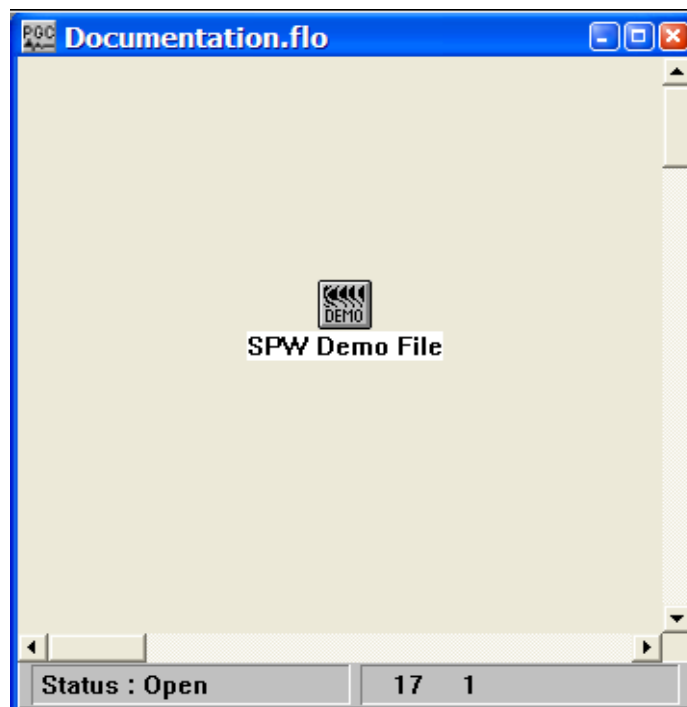 Documentation.flo
DEMO
SPW Demo File
Status : Open
17 1